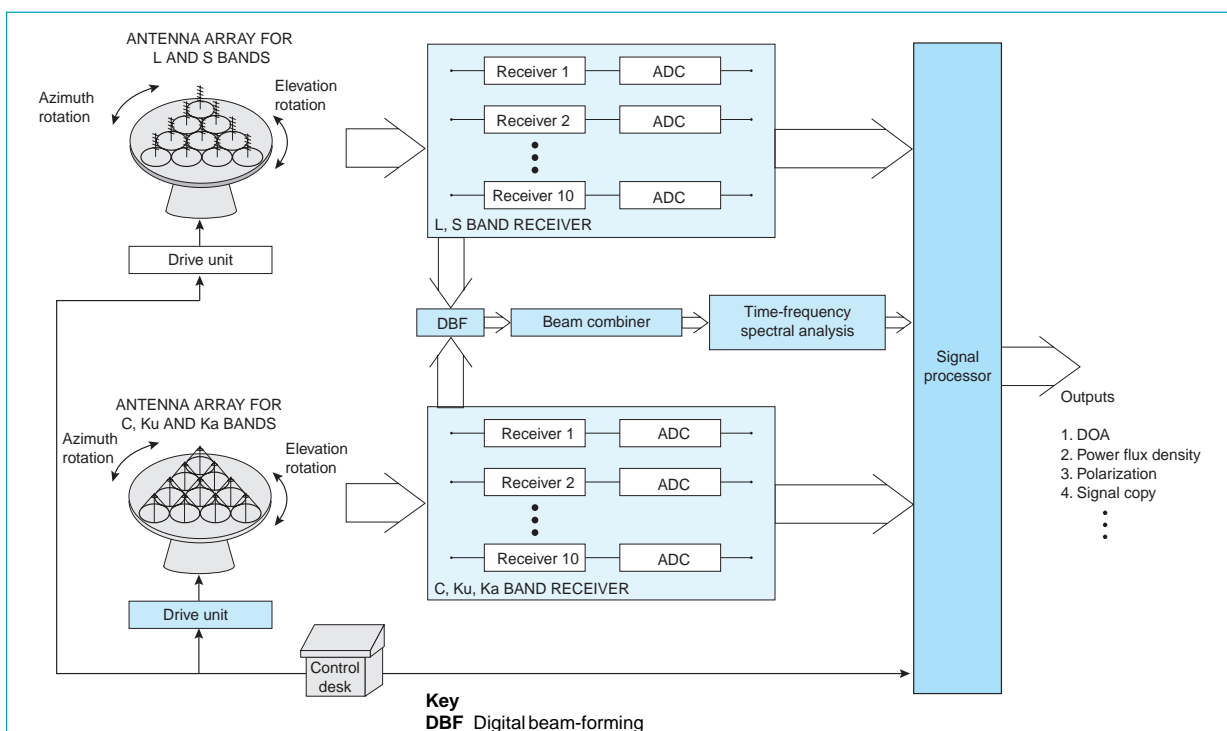 ANTENNA ARRAY FOR
L AND S BANDS
Azimuth
rotation
Elevation
rotation
Drive unit
Receiver 1
ADC
Receiver 2
ADC
Receiver 10
ADC
L, S BAND RECEIVER
DBF
Beam combiner
Time-frequency
spectral analysis
Signal
processor
Outputs
1. DOA
2. Power flux density
3. Polarization
4. Signal copy
ANTENNA ARRAY FOR
C, Ku AND Ka BANDS
Azimuth
rotation
Elevation
rotation
Drive unit
Receiver 1
ADC
Receiver 2
ADC
Receiver 10
ADC
C, Ku, Ka BAND RECEIVER
Control
desk
Key
DBF Digital beam-forming